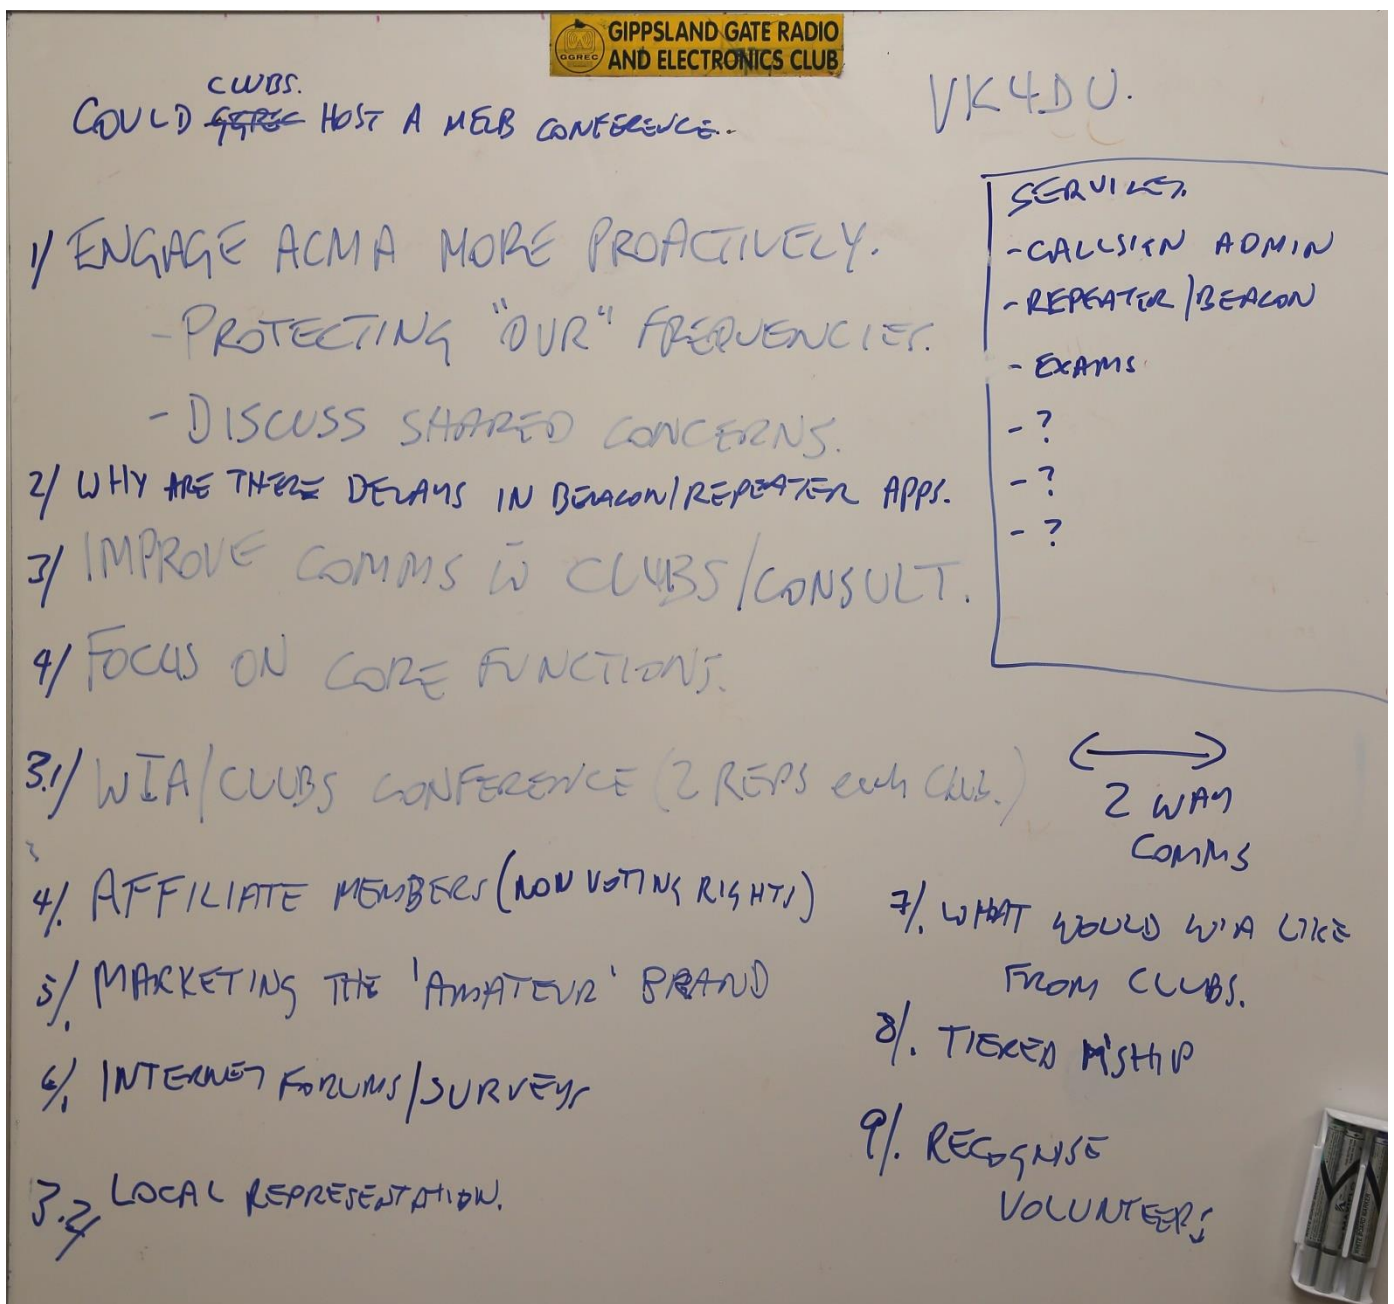 GIPPSLAND GATE RADIO
AND ELECTRONICS CLUB
GGREC
CLUBS.
COULD GGREC HOST A MELB CONFERENCE.
VK4DU.
1/ ENGAGE ACMA MORE PROACTIVELY.
- PROTECTING "OUR" FREQUENCIES.
- DISCUSS SHARED CONCERNS.
2/ WHY ARE THERE DELAYS IN BEACON/REPEATER APPS.
3/ IMPROVE COMMS W CLUBS/CONSULT.
4/ FOCUS ON CORE FUNCTIONS.
3.1/ WIA/CLUBS CONFERENCE (2 REPS each CLUB.)
4/. AFFILIATE MEMBERS (NON VOTING RIGHTS)
5/. MARKETING THE 'AMATEUR' BRAND
6/. INTERNET FORUMS/SURVEYS
3.2/ LOCAL REPRESENTATION.
SERVICES.
- CALLSIGN ADMIN
- REPEATER/BEACON
- EXAMS
- ?
- ?
- ?
2 WAY
COMMS
7/. WHAT WOULD WIA LIKE
FROM CLUBS.
8/. TIERED M'SHIP
9/. RECOGNISE
VOLUNTEERS